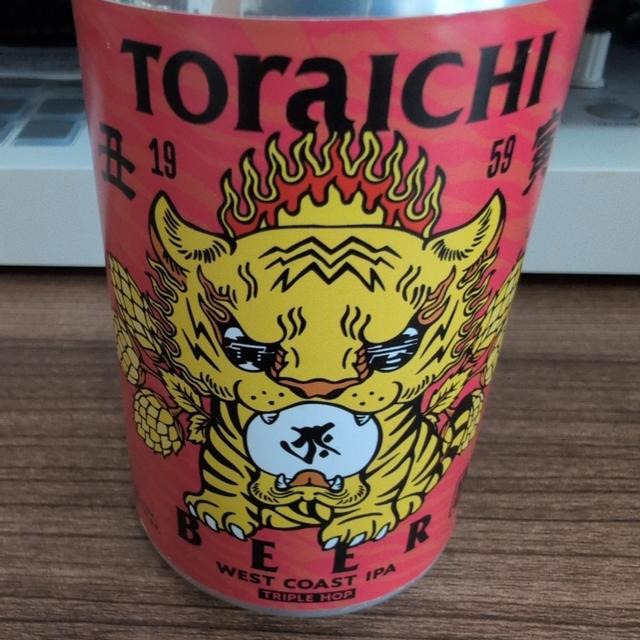 TORAICHI
丑 19 59 寅
BEER
WEST COAST IPA
TRIPLE HOP